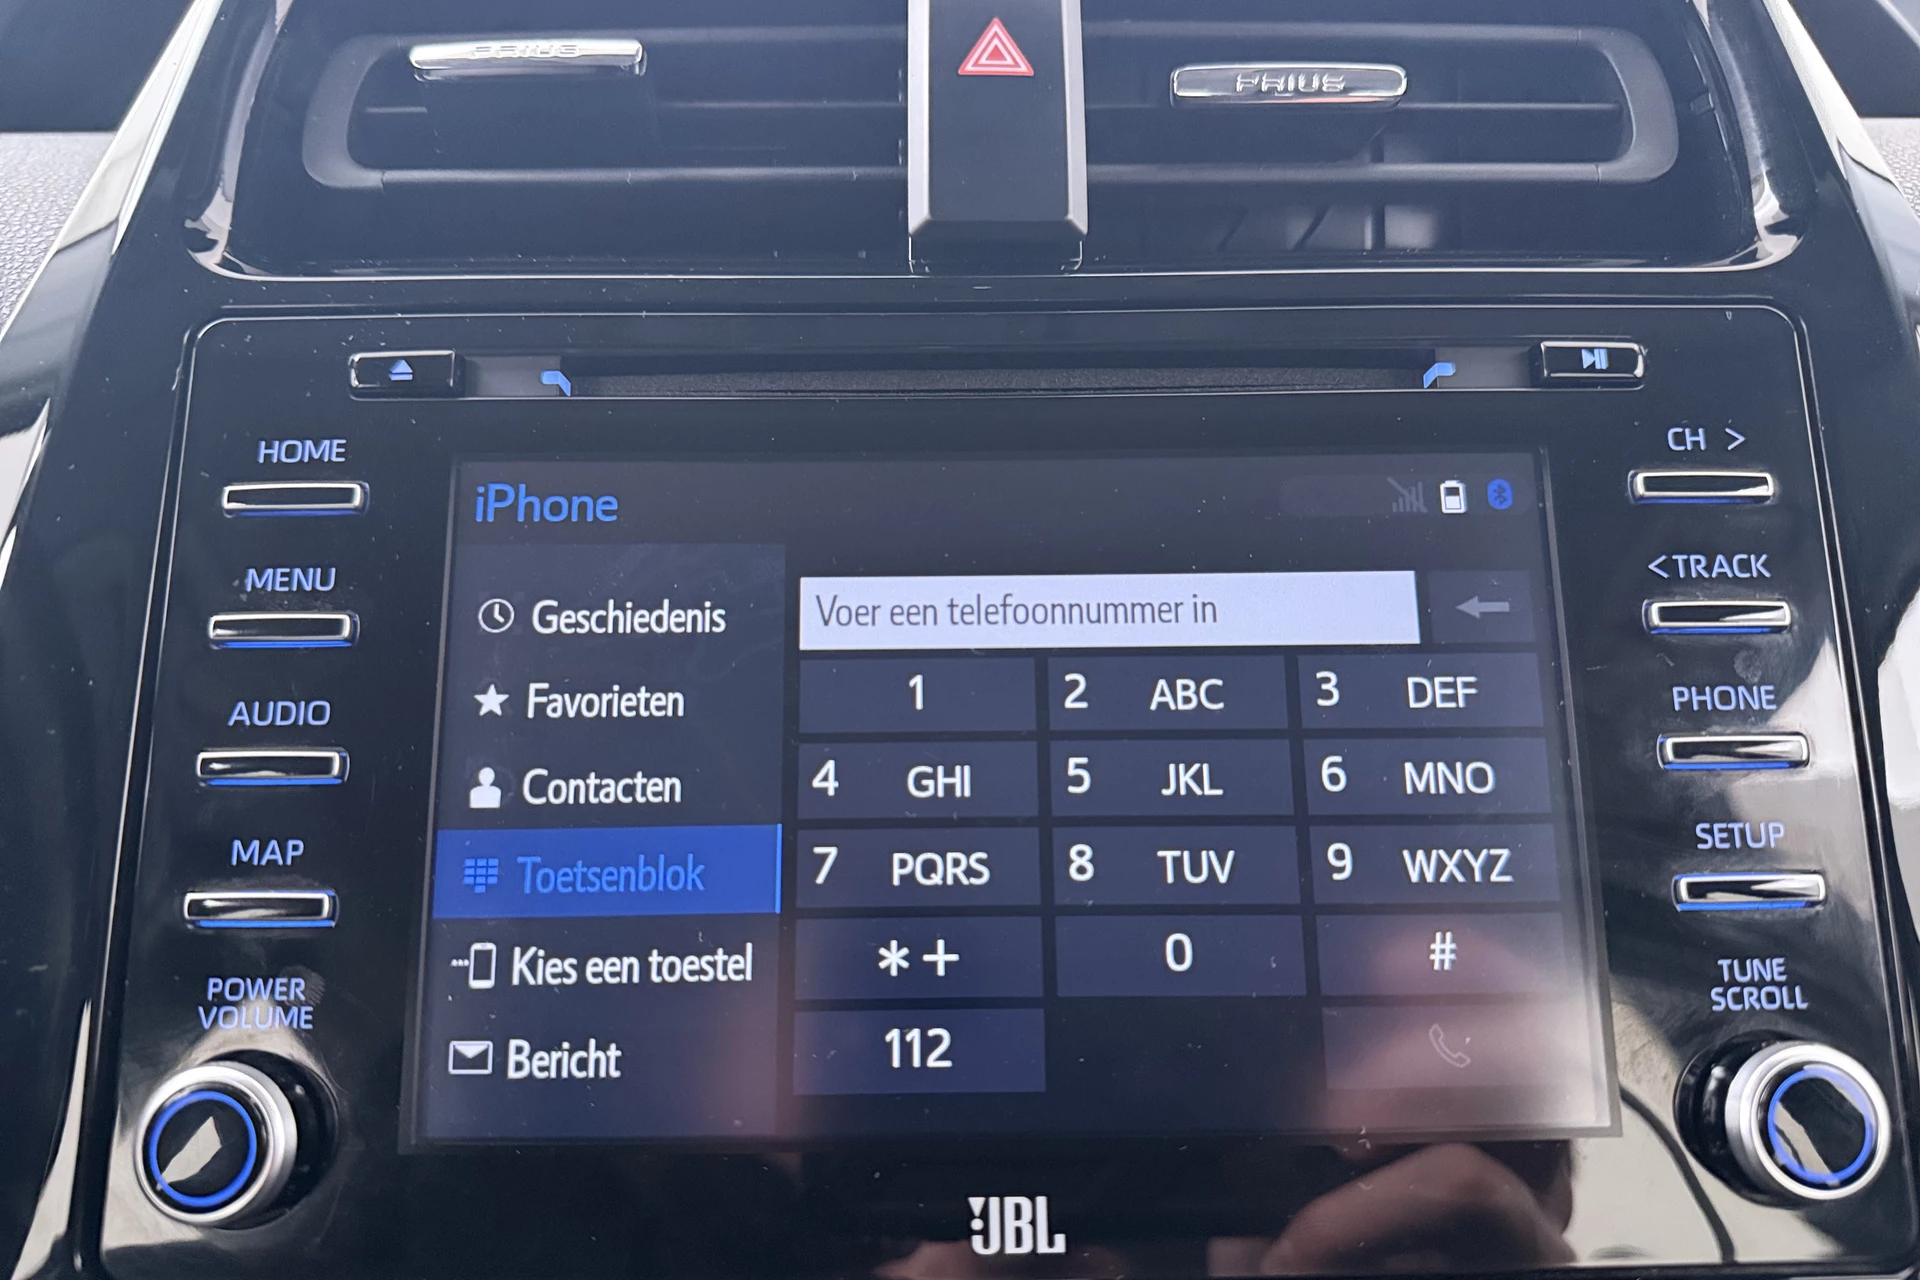 PRIUS
PRIUS
HOME
MENU
AUDIO
MAP
POWER
VOLUME
iPhone
Geschiedenis
Favorieten
Contacten
Toetsenblok
Kies een toestel
Bericht
Voer een telefoonnummer in
1
2 ABC
3 DEF
4 GHI
5 JKL
6 MNO
7 PQRS
8 TUV
9 WXYZ
*+
0
#
112
CH >
<TRACK
PHONE
SETUP
TUNE
SCROLL
JBL